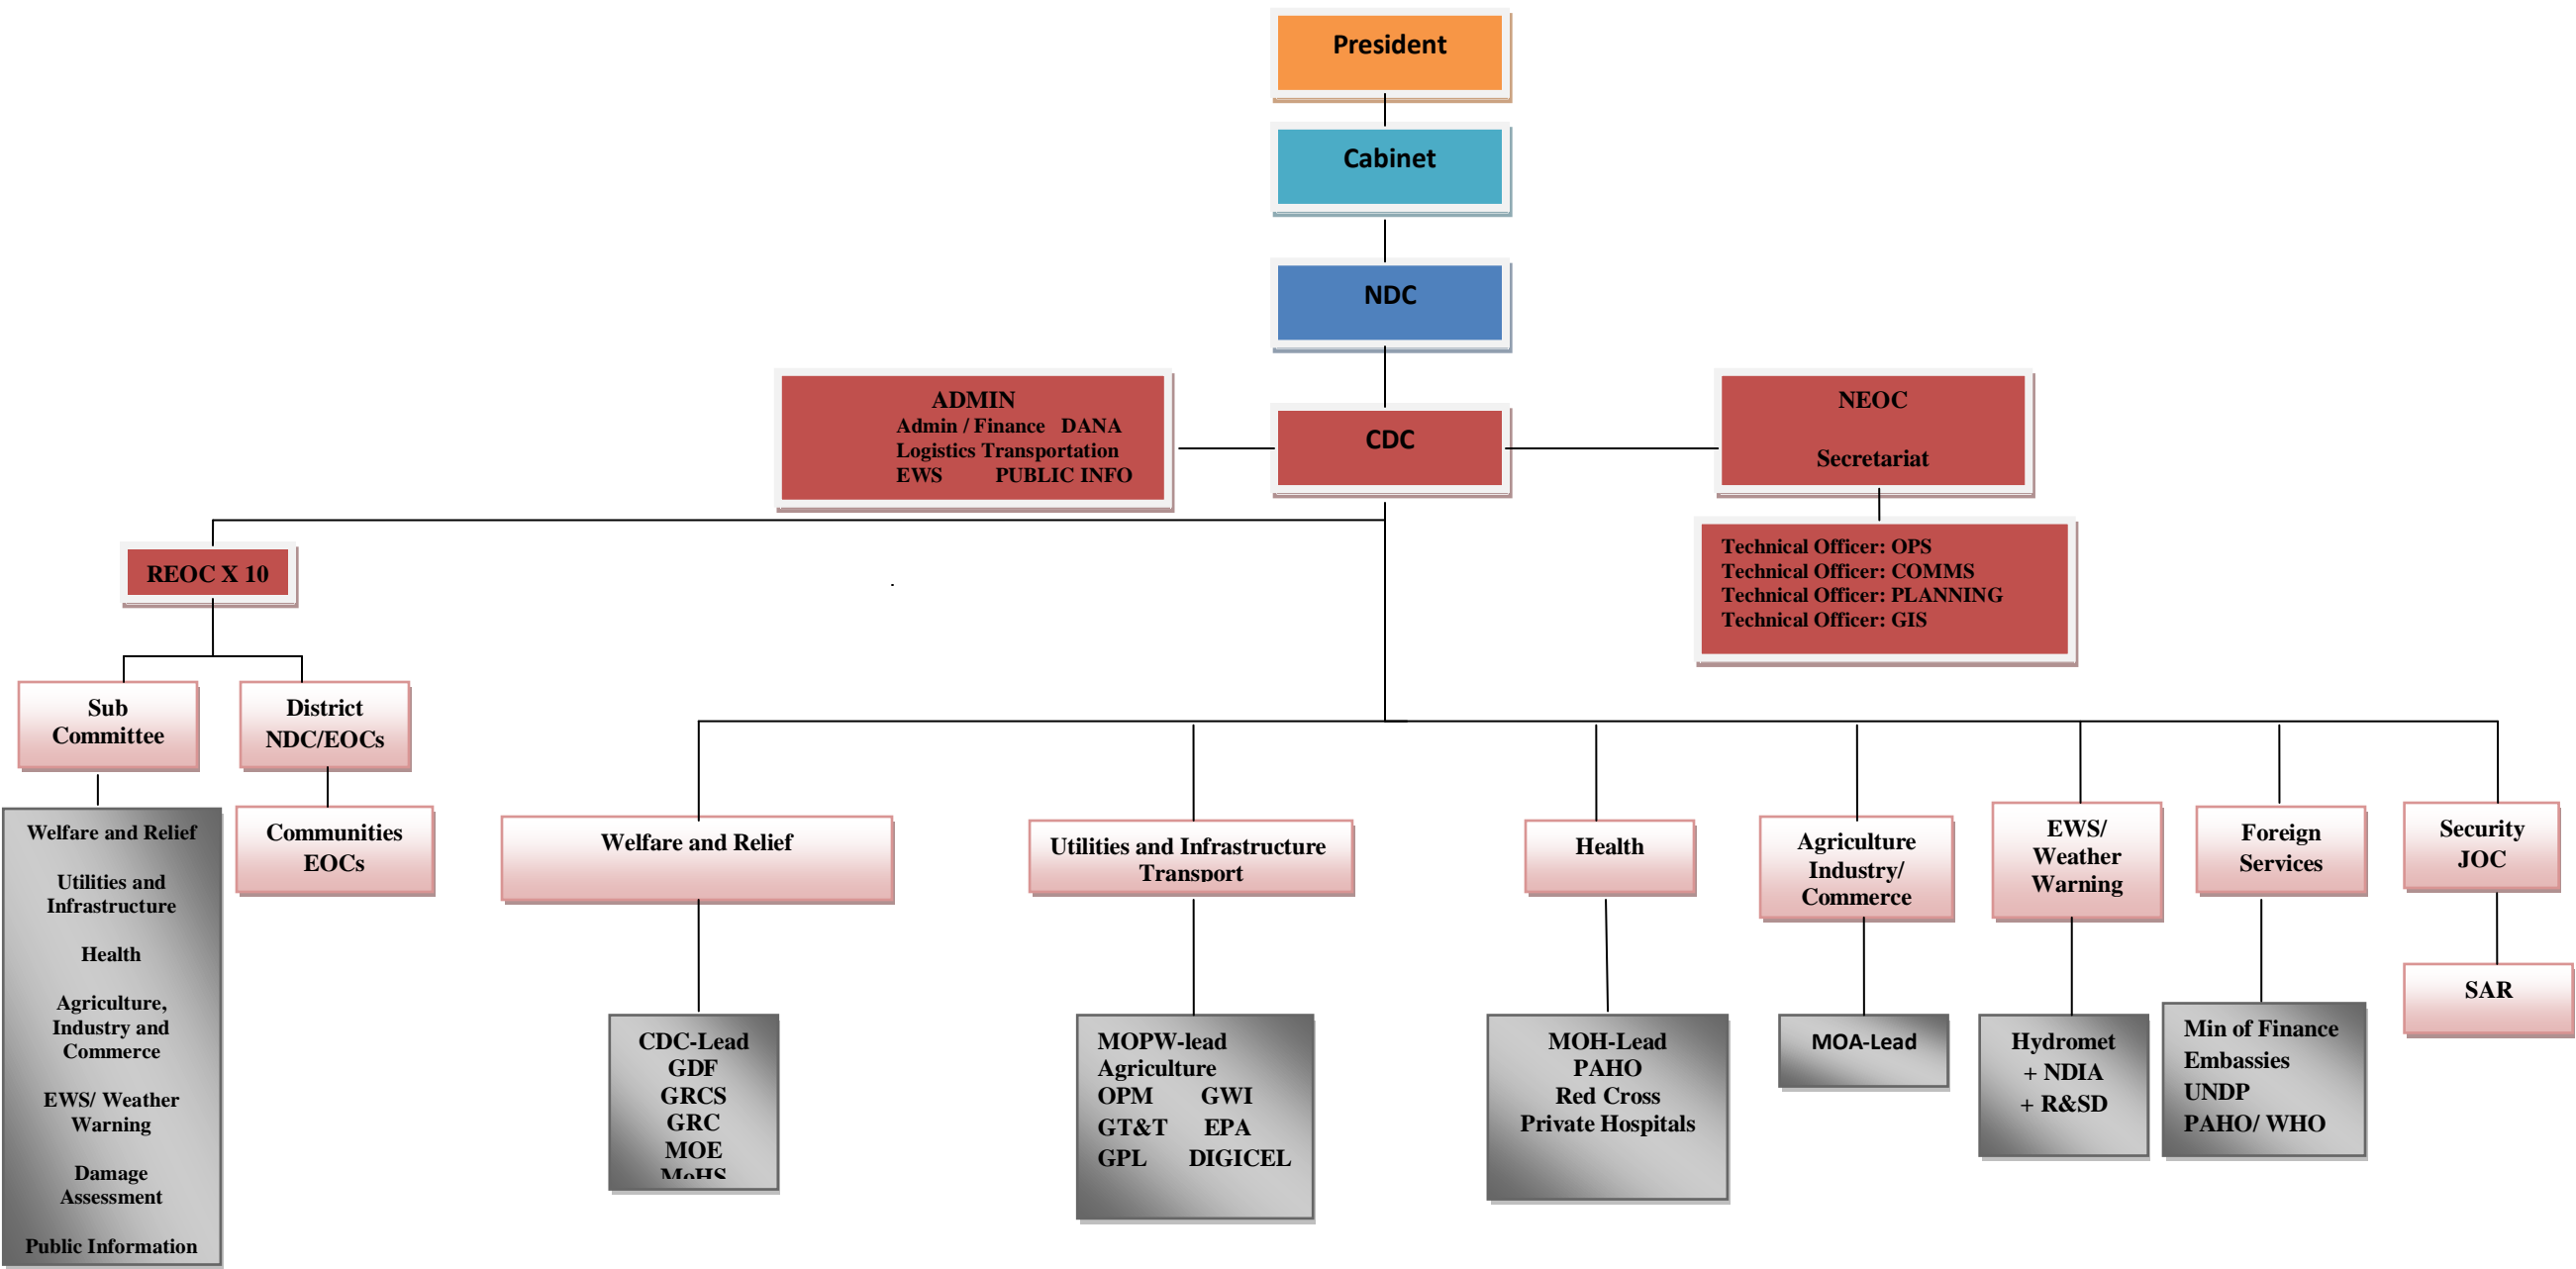 President
Cabinet
NDC
ADMIN
Admin / Finance DANA
Logistics Transportation
EWS PUBLIC INFO
CDC
NEOC
Secretariat
Technical Officer: OPS
Technical Officer: COMMS
Technical Officer: PLANNING
Technical Officer: GIS
REOC X 10
Sub
Committee
District
NDC/EOCs
Welfare and Relief
Utilities and
Infrastructure
Health
Agriculture,
Industry and
Commerce
EWS/ Weather
Warning
Damage
Assessment
Public Information
Communities
EOCs
Welfare and Relief
Utilities and Infrastructure
Transport
Health
Agriculture
Industry/
Commerce
EWS/
Weather
Warning
Foreign
Services
Security
JOC
CDC-Lead
GDF
GRCS
GRC
MOE
MoHS
MOPW-lead
Agriculture
OPM GWI
GT&T EPA
GPL DIGICEL
MOH-Lead
PAHO
Red Cross
Private Hospitals
MOA-Lead
Hydromet
+ NDIA
+ R&SD
Min of Finance
Embassies
UNDP
PAHO/ WHO
SAR